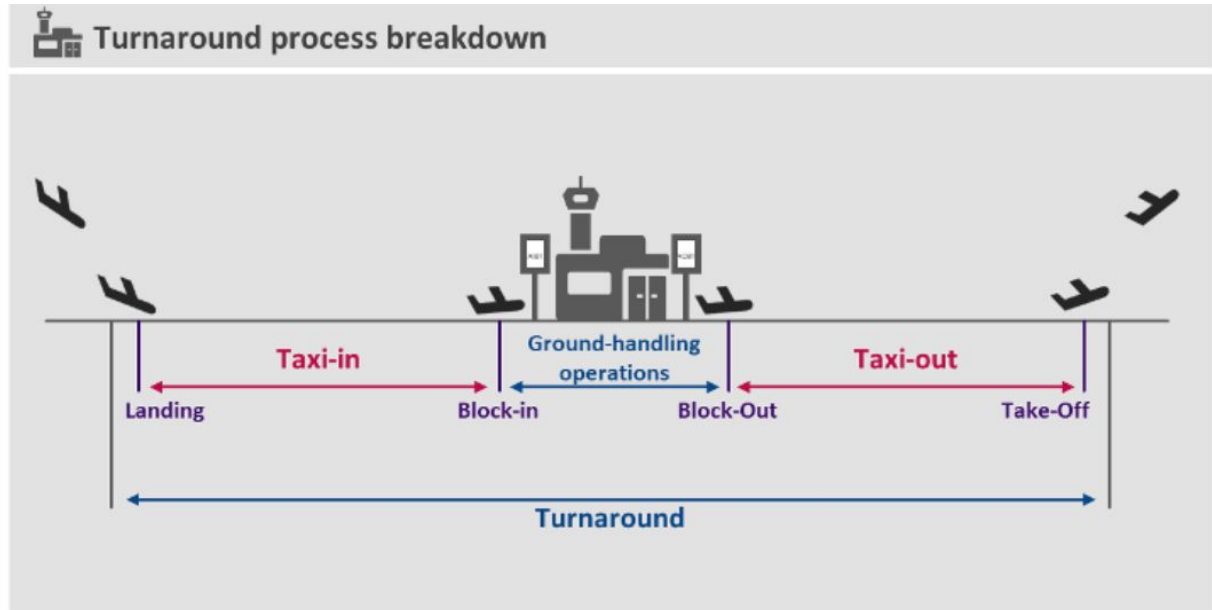 Turnaround process breakdown
Ground-handling
operations
Taxi-in
Taxi-out
Landing
Block-in
Block-Out
Take-Off
Turnaround